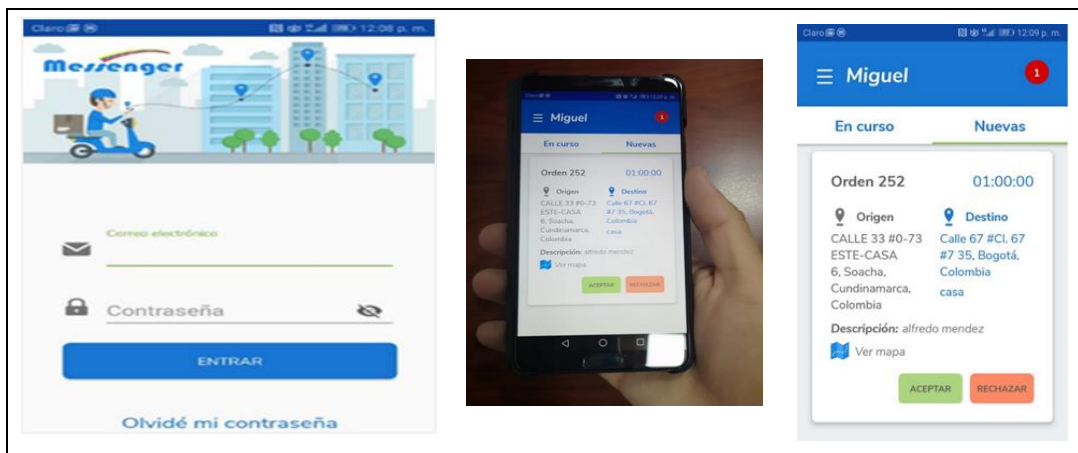 Claro 12:08 p. m.
Messenger
Correo electrónico
Contraseña
ENTRAR
Olvidé mi contraseña
Miguel
En curso Nuevas
Orden 252 01:00:00
Origen Destino
CALLE 33 #0-73 Calle 67 #Cl. 67
ESTE-CASA #7 35, Bogotá,
6, Soacha, Colombia
Cundinamarca, casa
Colombia
Descripción: alfredo mendez
Ver mapa
ACEPTAR RECHAZAR
Claro 12:09 p. m.
Miguel 1
En curso Nuevas
Orden 252 01:00:00
Origen Destino
CALLE 33 #0-73 Calle 67 #Cl. 67
ESTE-CASA #7 35, Bogotá,
6, Soacha, Colombia
Cundinamarca, casa
Colombia
Descripción: alfredo mendez
Ver mapa
ACEPTAR RECHAZAR